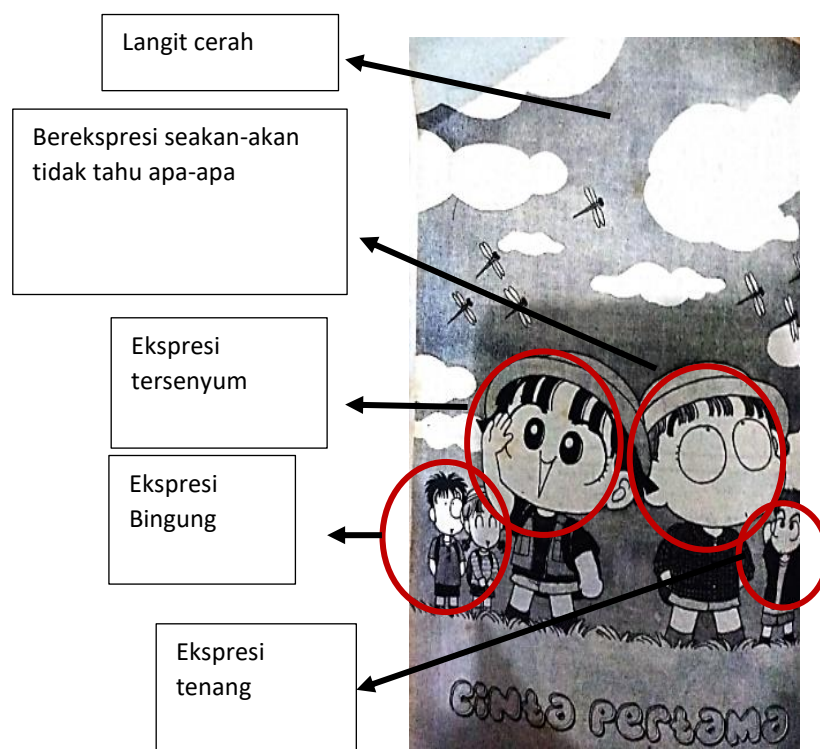 Langit cerah
Berekspresi seakan-akan
tidak tahu apa-apa
Ekspresi
tersenyum
Ekspresi
Bingung
Ekspresi
tenang
CiNta PeRtaMa